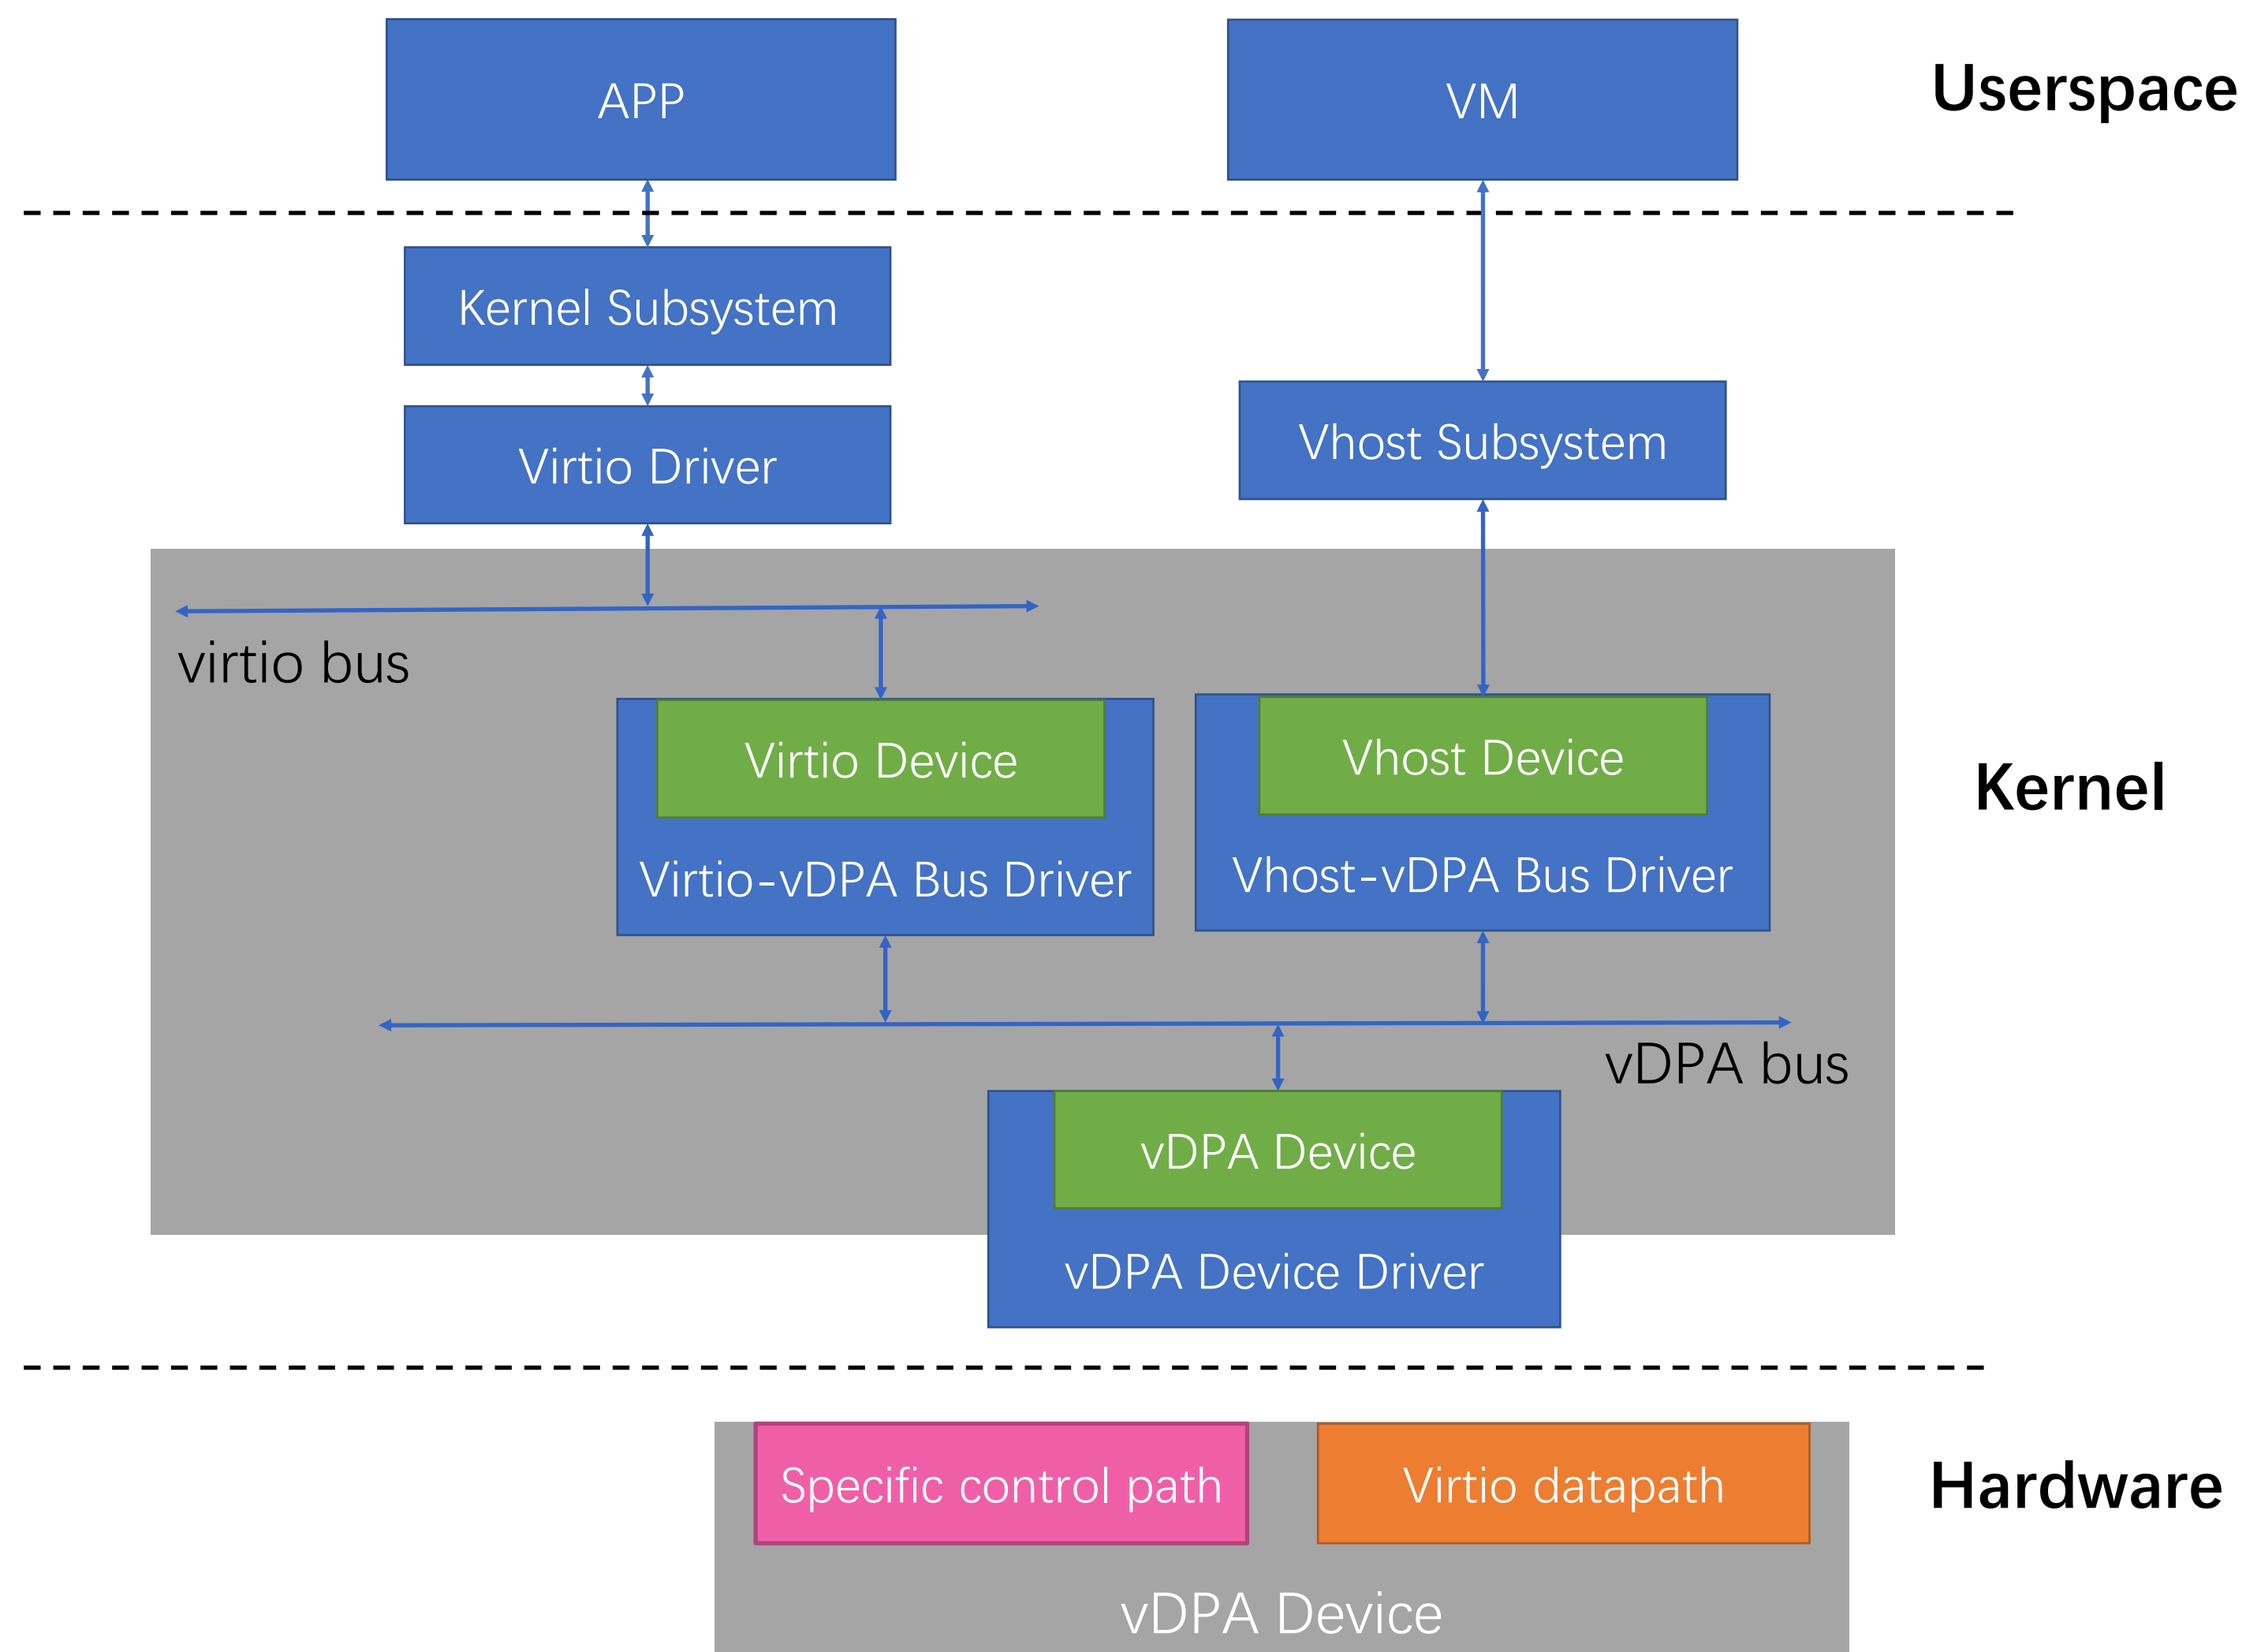 APP
VM
Userspace
Kernel Subsystem
Virtio Driver
Vhost Subsystem
virtio bus
Virtio Device
Vhost Device
Kernel
Virtio-vDPA Bus Driver
Vhost-vDPA Bus Driver
vDPA bus
vDPA Device
vDPA Device Driver
Specific control path
Virtio datapath
Hardware
vDPA Device